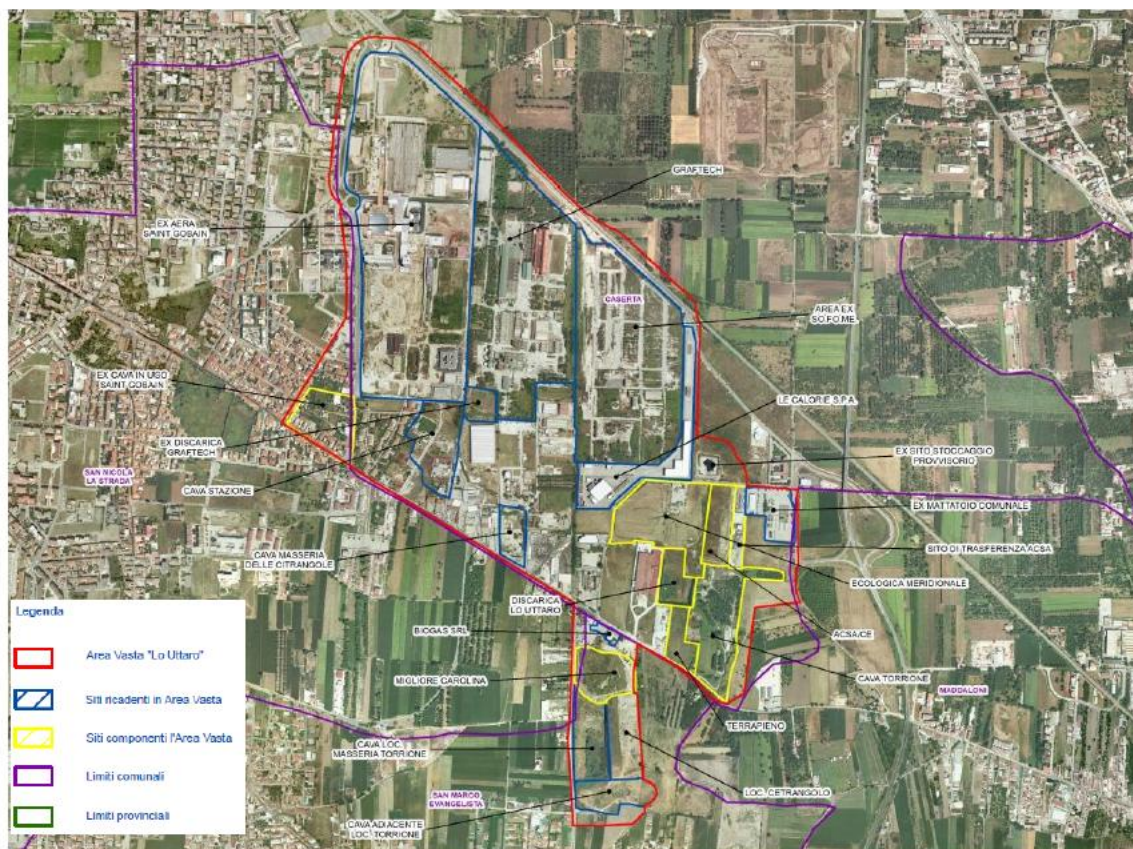 GRAFTECH
EX AERA
SAINT GOBAIN
CASERTA
AREA EX
SO.FO.ME.
EX CAVA IN USO
SAINT GOBAIN
LE CALORIE S.P.A
EX DISCARICA
GRAFTECH
EX SITO STOCCAGGIO
PROVVISORIO
SAN NICOLA
LA STRADA
CAVA STAZIONE
EX MATTATOIO COMUNALE
CAVA MASSERIA
DELLE CITRANGOLE
SITO DI TRASFERENZA ACSA
ECOLOGICA MERIDIONALE
DISCARICA
LO UTTARO
BIOGAS SRL
ACSA/CE
MIGLIORE CAROLINA
CAVA TORRIONE
MADDALONI
TERRAPIENO
CAVA LOC.
MASSERIA TORRIONE
LOC. CETRANGOLO
SAN MARCO
EVANGELISTA
CAVA ADIACENTE
LOC. TORRIONE
Legenda
Area Vasta "Lo Uttaro"
Siti ricadenti in Area Vasta
Siti componenti l'Area Vasta
Limiti comunali
Limiti provinciali